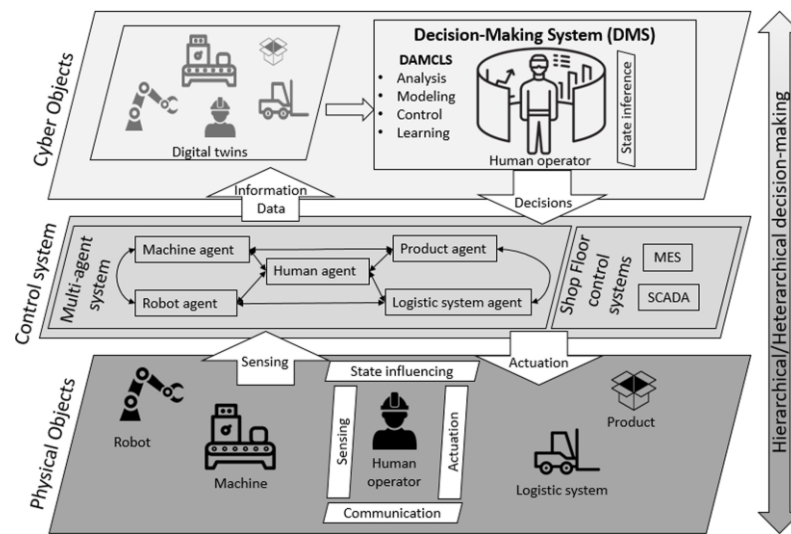 Cyber Objects
Decision-Making System (DMS)
DAMCLS
• Analysis
• Modeling
• Control
• Learning
State inference
Human operator
Digital twins
Information
Data
Decisions
Control system
Multi-agent
system
Machine agent
Product agent
Human agent
Robot agent
Logistic system agent
Shop Floor
control
systems
MES
SCADA
Sensing
Actuation
Physical Objects
Robot
Machine
State influencing
Sensing
Human
operator
Actuation
Communication
Logistic system
Product
Hierarchical/Heterarchical decision-making